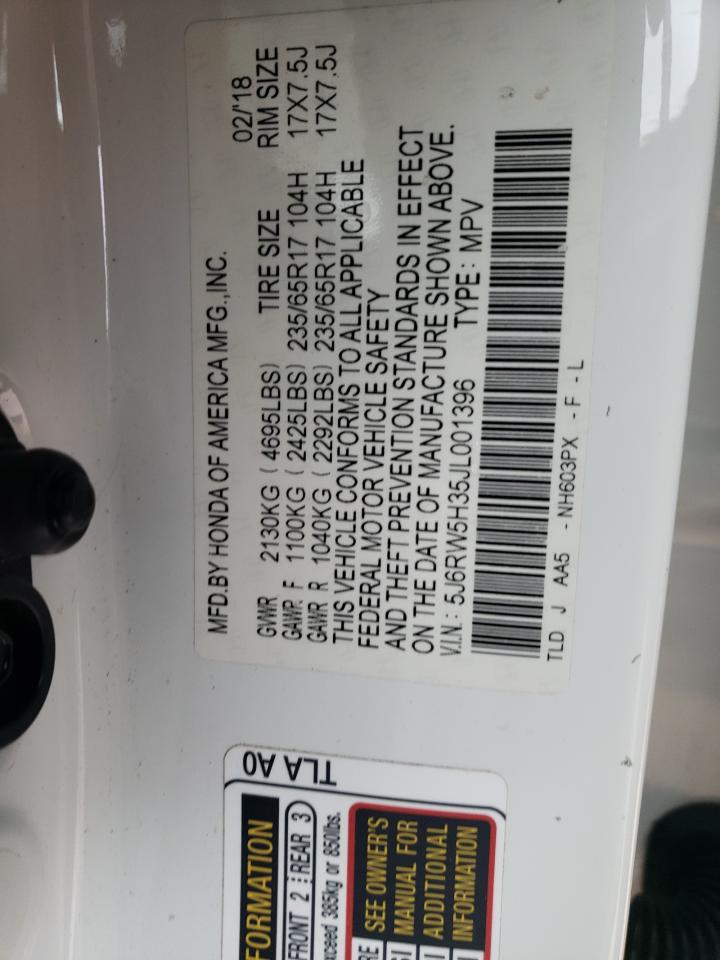 MFD.BY HONDA OF AMERICA MFG.,INC. 02/'18
GVWR 2130KG ( 4695LBS) TIRE SIZE RIM SIZE
GAWR F 1100KG ( 2425LBS) 235/65R17 104H 17X7.5J
GAWR R 1040KG ( 2292LBS) 235/65R17 104H 17X7.5J
THIS VEHICLE CONFORMS TO ALL APPLICABLE
FEDERAL MOTOR VEHICLE SAFETY
AND THEFT PREVENTION STANDARDS IN EFFECT
ON THE DATE OF MANUFACTURE SHOWN ABOVE.
V.I.N.: 5J6RW5H35JL001396 TYPE: MPV
TLD J AA5 - NH603PX - F - L
TLA A0
FRONT 2 REAR 3
385kg or 850lbs.
SEE OWNER'S
MANUAL FOR
ADDITIONAL
INFORMATION